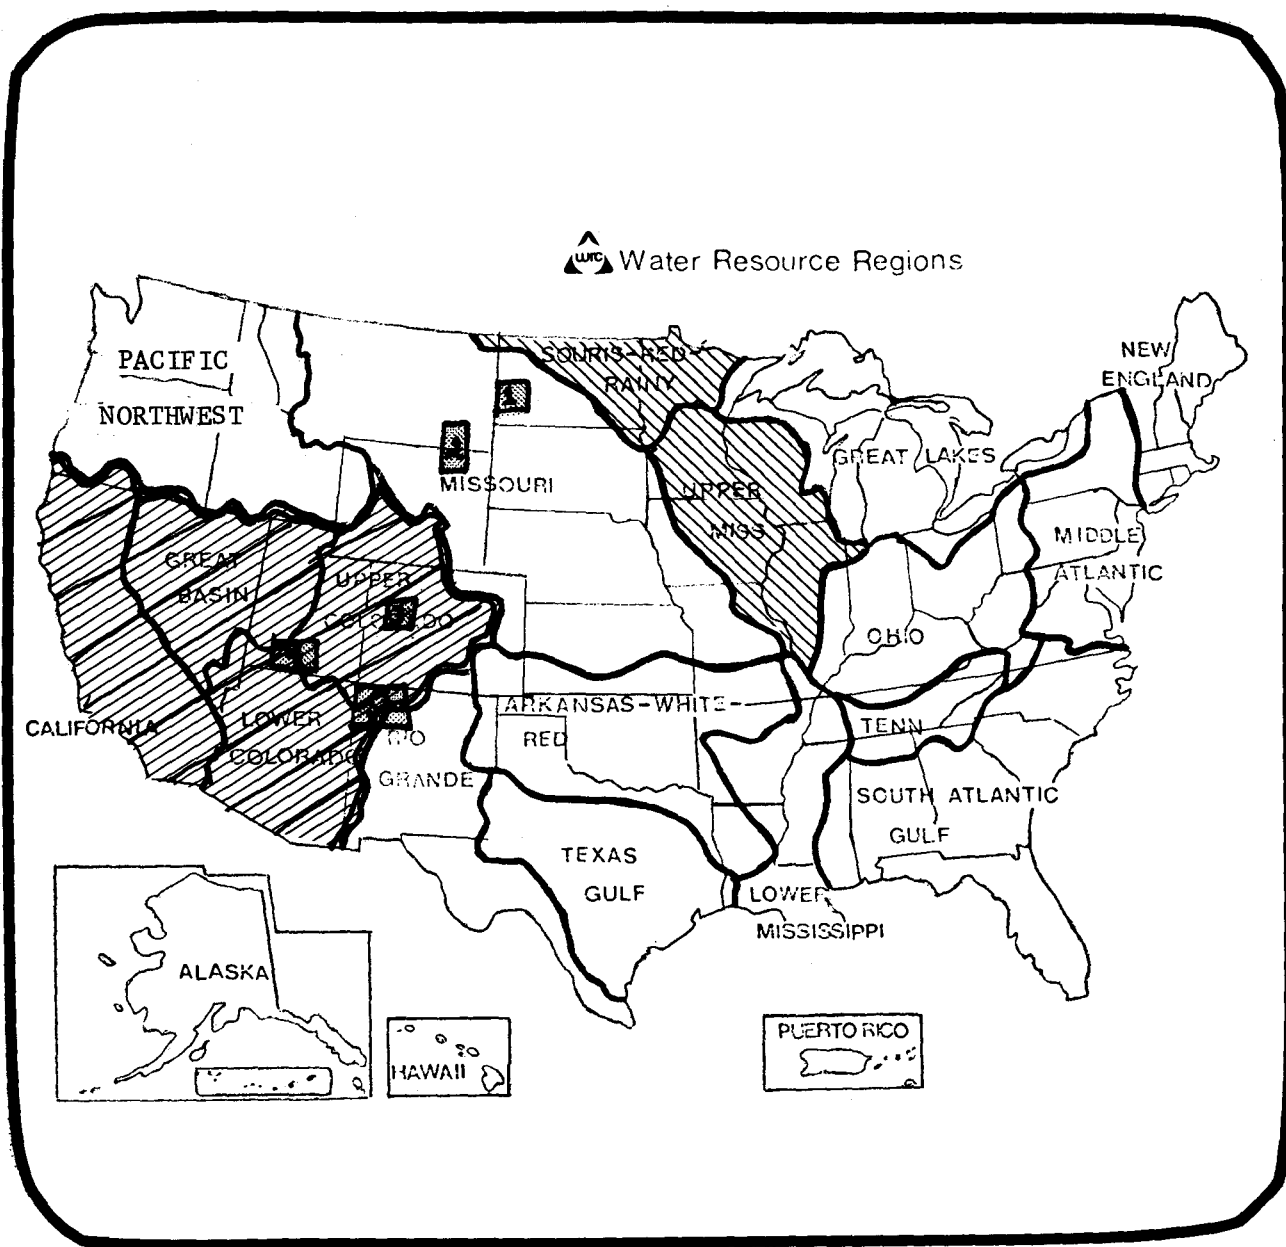 wrc Water Resource Regions
PACIFIC
NORTHWEST
SOURIS-RED-
RAINY
NEW
ENGLAND
GREAT LAKES
MISSOURI
UPPER
MISS
MIDDLE
ATLANTIC
GREAT
BASIN
UPPER
COLORADO
OHIO
CALIFORNIA
LOWER
COLORADO
ARKANSAS-WHITE-
RED
TENN
RIO
GRANDE
SOUTH ATLANTIC
GULF
TEXAS
GULF
LOWER
MISSISSIPPI
ALASKA
HAWAII
PUERTO RICO
1